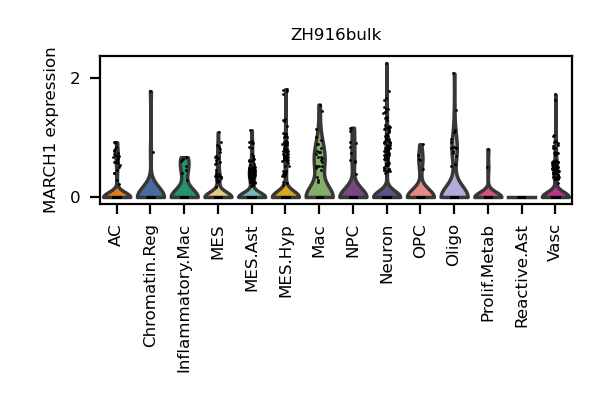 ZH916bulk
MARCH1 expression
2
0
AC
Chromatin.Reg
Inflammatory.Mac
MES
MES.Ast
MES.Hyp
Mac
NPC
Neuron
OPC
Oligo
Prolif.Metab
Reactive.Ast
Vasc